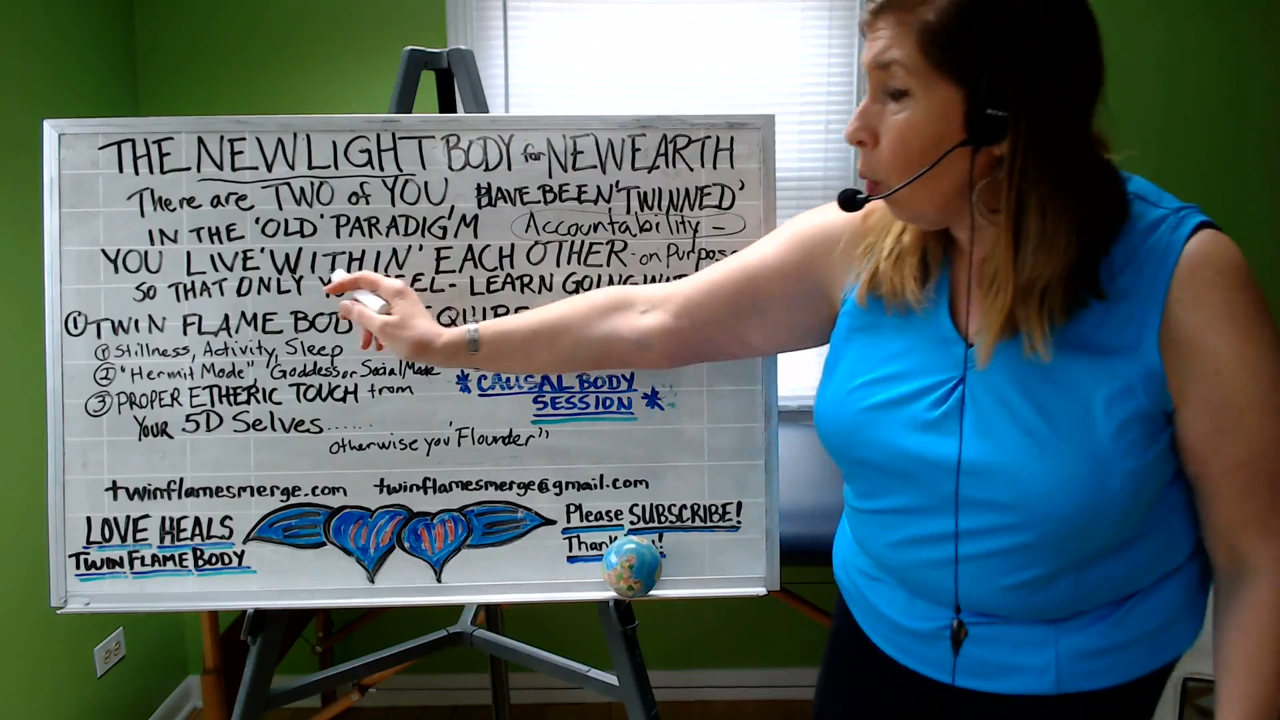 THE NEW LIGHT BODY for NEW EARTH
There are TWO of YOU, HAVE BEEN 'TWINNED'
IN THE 'OLD' PARADIGM Accountability -
YOU LIVE 'WITHIN' EACH OTHER - on Purpose
SO THAT ONLY - LEARN GOING
① TWIN FLAME
① Stillness, Activity, Sleep
② "Hermit Mode" 'Goddess or Social Mode
* CAUSAL BODY
③ PROPER ETHERIC TOUCH from
SESSION *
YOUR 5D Selves......
otherwise you 'Flounder"
twinflamesmerge.com twinflamesmerge@gmail.com
LOVE HEALS
TWIN FLAME BODY
Please SUBSCRIBE!